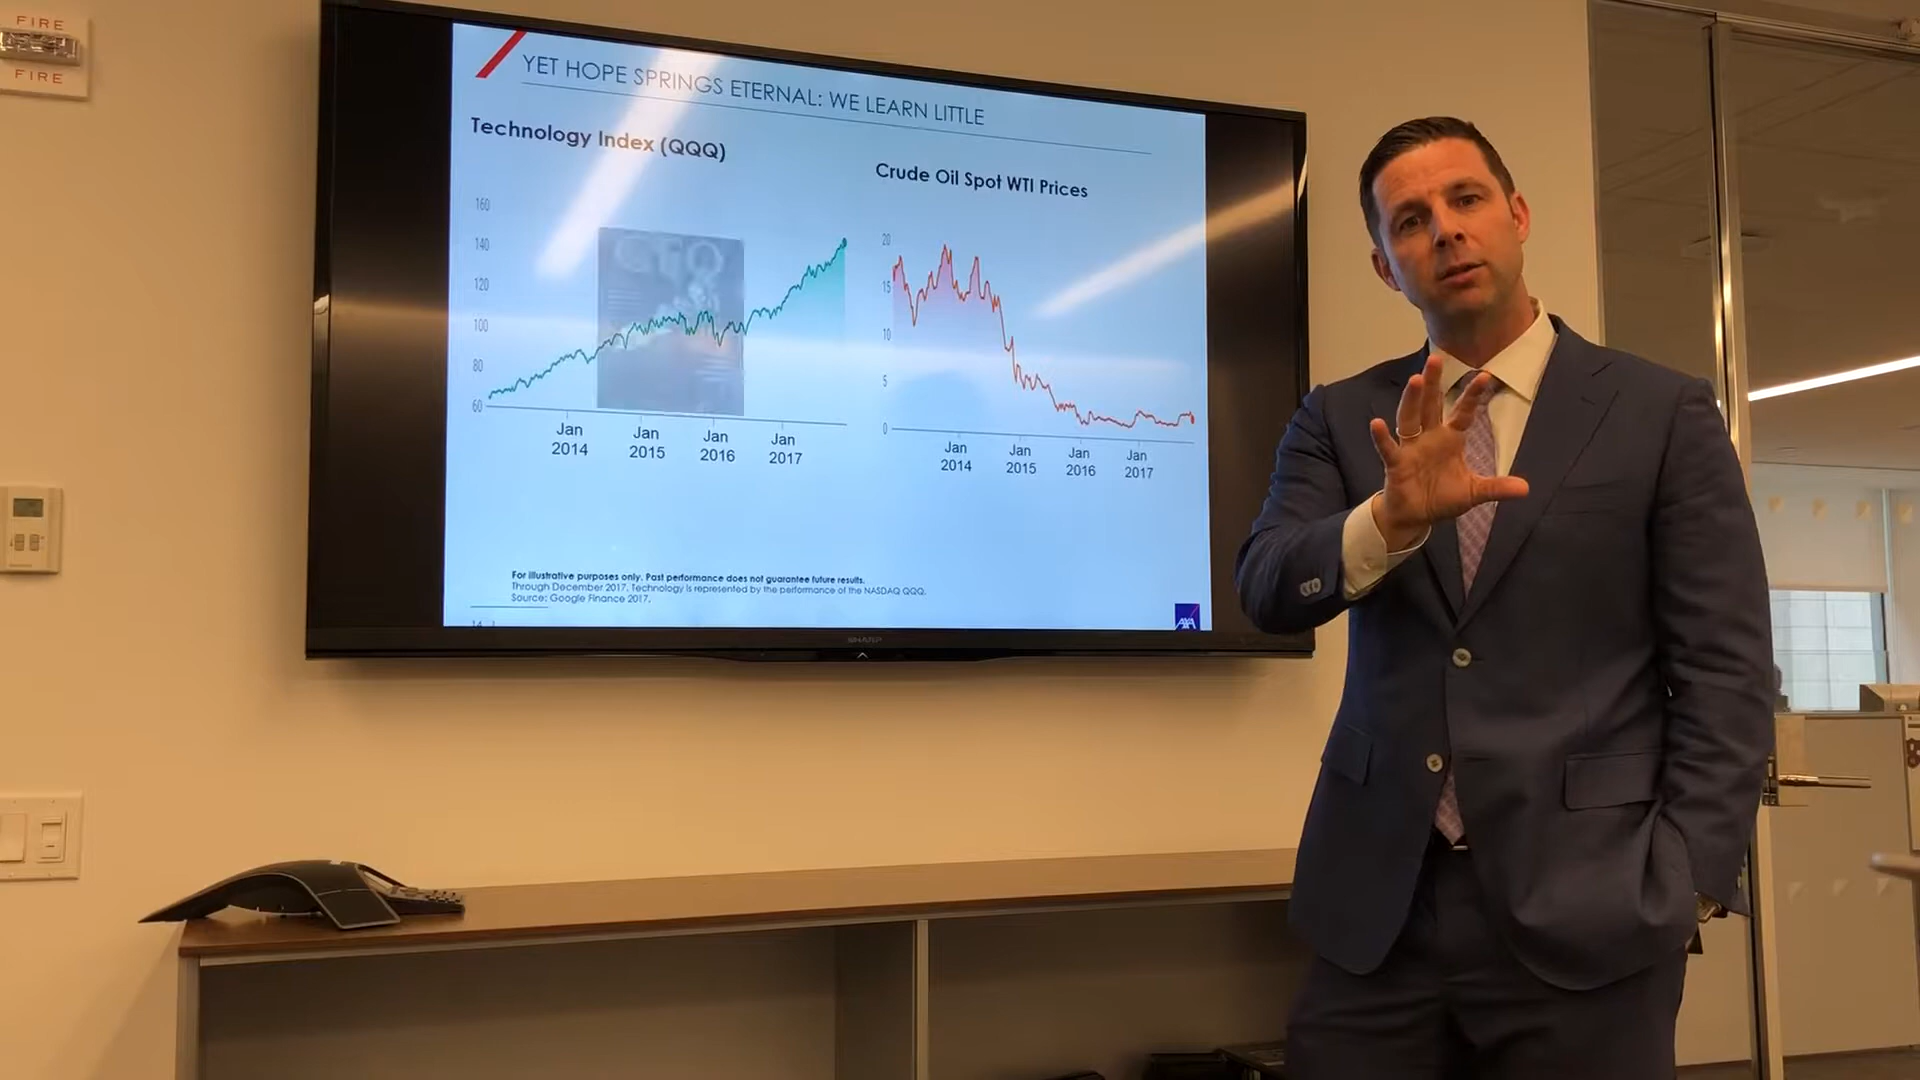 FIRE
FIRE
YET HOPE SPRINGS ETERNAL: WE LEARN LITTLE
Technology Index (QQQ)
160
140
120
100
80
60
Jan 2014
Jan 2015
Jan 2016
Jan 2017
CFO
Crude Oil Spot WTI Prices
20
15
10
5
0
Jan 2014
Jan 2015
Jan 2016
Jan 2017
For illustrative purposes only. Past performance does not guarantee future results.
Through December 2017. Technology is represented by the performance of the NASDAQ QQQ.
Source: Google Finance 2017.
14
AXA
SHARP